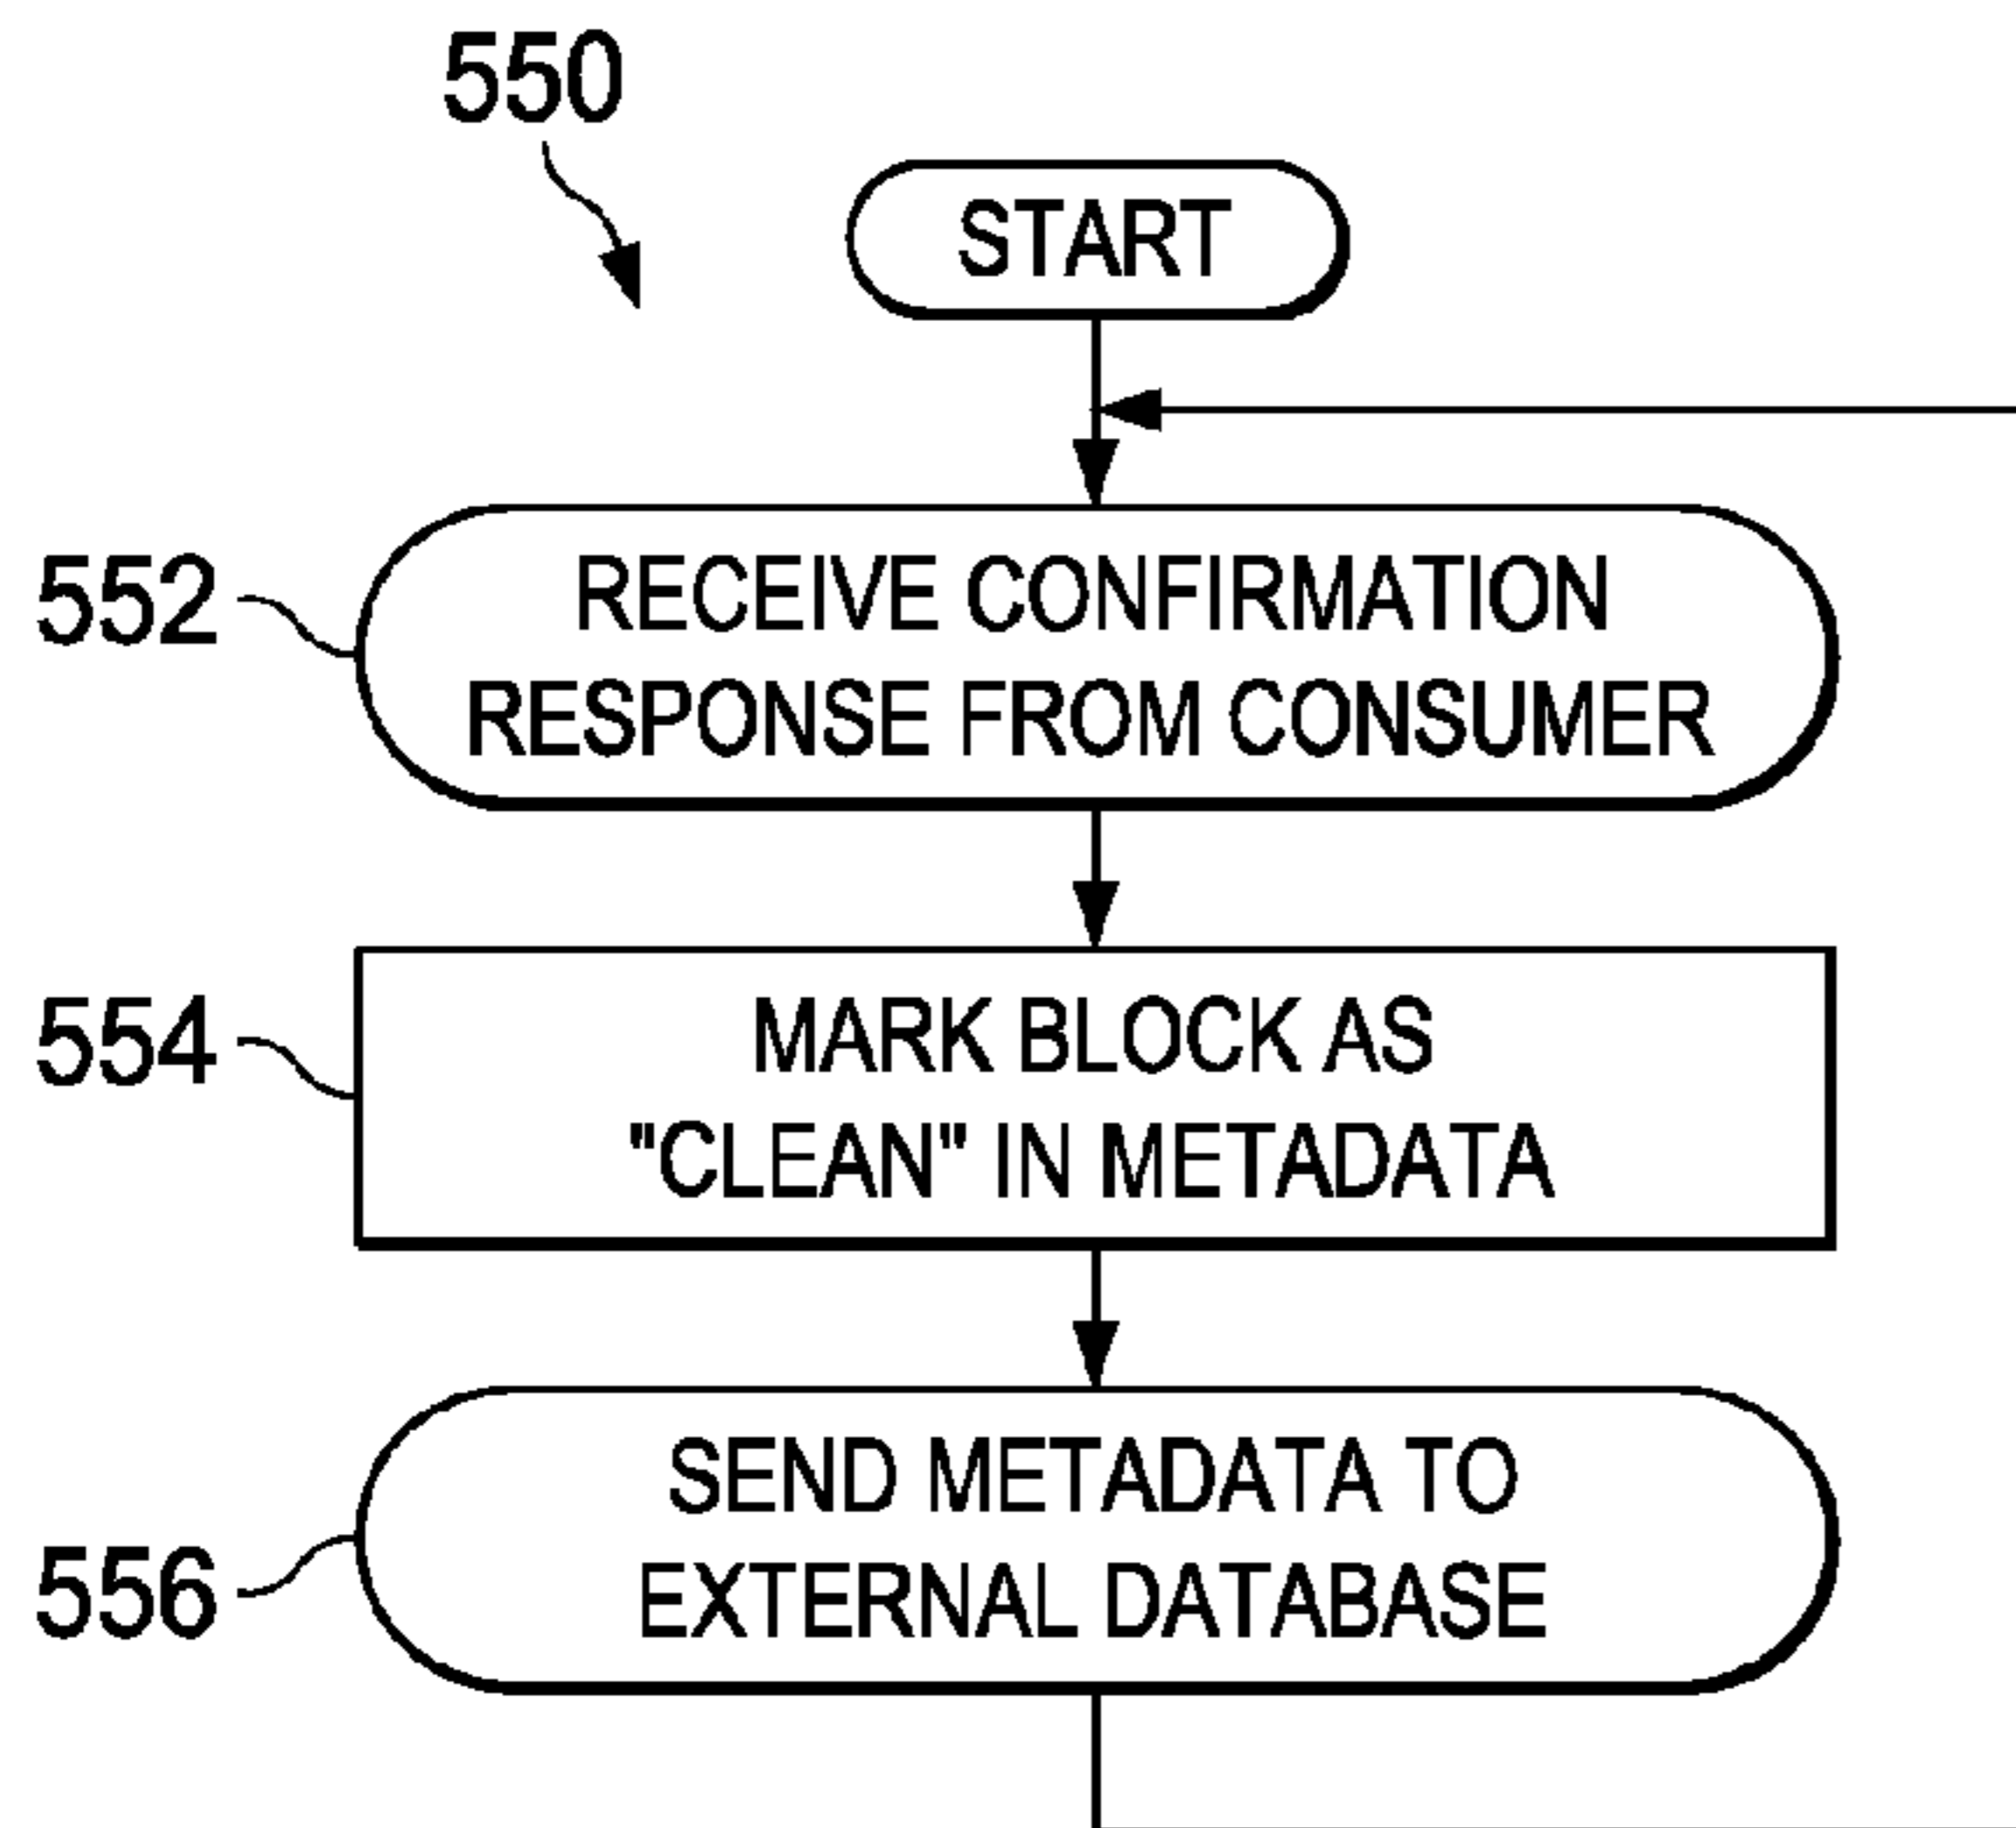 550
START
552
RECEIVE CONFIRMATION
RESPONSE FROM CONSUMER
554
MARK BLOCK AS
"CLEAN" IN METADATA
556
SEND METADATA TO
EXTERNAL DATABASE